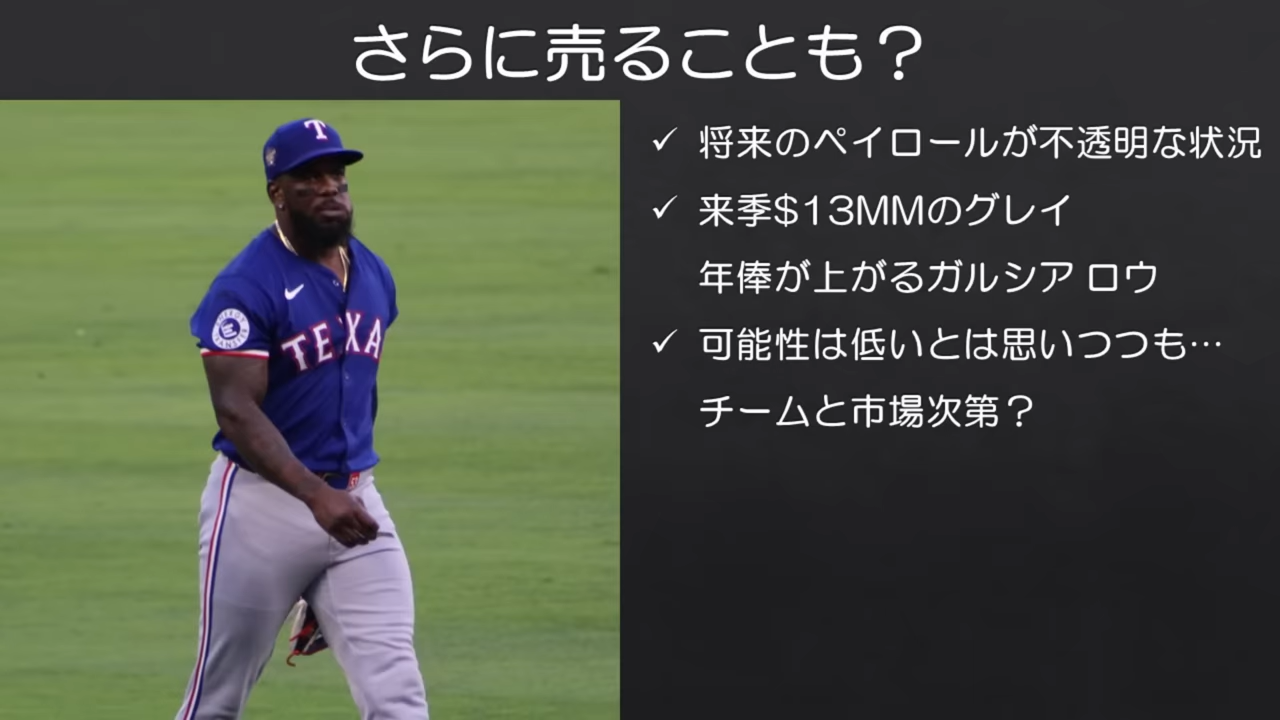 さらに売ることも？
✓ 将来のペイロールが不透明な状況
✓ 来季$13MMのグレイ
年俸が上がるガルシア ロウ
✓ 可能性は低いとは思いつつも…
チームと市場次第？
T
TEXA